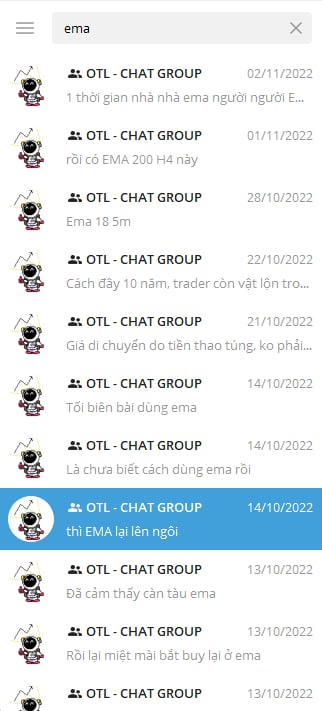 ema
OTL - CHAT GROUP 02/11/2022
1 thời gian nhà nhà ema người người E...
OTL - CHAT GROUP 01/11/2022
rồi có EMA 200 H4 này
OTL - CHAT GROUP 28/10/2022
Ema 18 5m
OTL - CHAT GROUP 22/10/2022
Cách đây 10 năm, trader còn vật lộn tro...
OTL - CHAT GROUP 21/10/2022
Giá di chuyển do tiền thao túng, ko phải...
OTL - CHAT GROUP 14/10/2022
Tối biên bài dùng ema
OTL - CHAT GROUP 14/10/2022
Là chưa biết cách dùng ema rồi
OTL - CHAT GROUP 14/10/2022
thì EMA lại lên ngôi
OTL - CHAT GROUP 13/10/2022
Đã cảm thấy càn tàu ema
OTL - CHAT GROUP 13/10/2022
Rồi lại miệt mài bắt buy lại ở ema
OTL - CHAT GROUP 13/10/2022